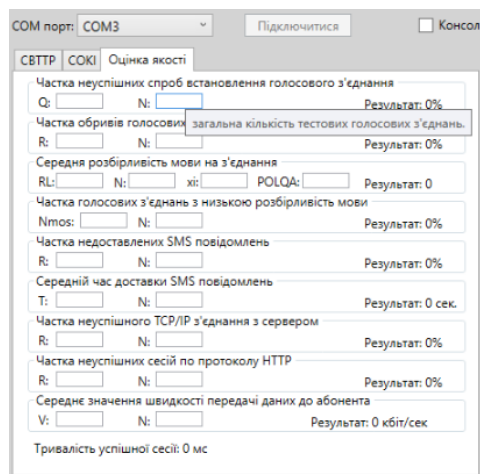 COM порт: COM3 Підключитися Консол
СВТТР СОКІ Оцінка якості
Частка неуспішних спроб встановлення голосового з'єднання
Q: N: Результат: 0%
Частка обривів голосових загальна кількість тестових голосових з'єднань.
R: N: Результат: 0%
Середня розбірливість мови на з'єднання
RL: N: xi: POLQA: Результат: 0
Частка голосових з'єднань з низькою розбірливість мови
Nmos: N: Результат: 0%
Частка недоставлених SMS повідомлень
R: N: Результат: 0%
Середній час доставки SMS повідомлень
T: N: Результат: 0 сек.
Частка неуспішного TCP/IP з'єднання з сервером
R: N: Результат: 0%
Частка неуспішних сесій по протоколу HTTP
R: N: Результат: 0%
Середнє значення швидкості передачі даних до абонента
V: N: Результат: 0 кбіт/сек
Тривалість успішної сесії: 0 мс